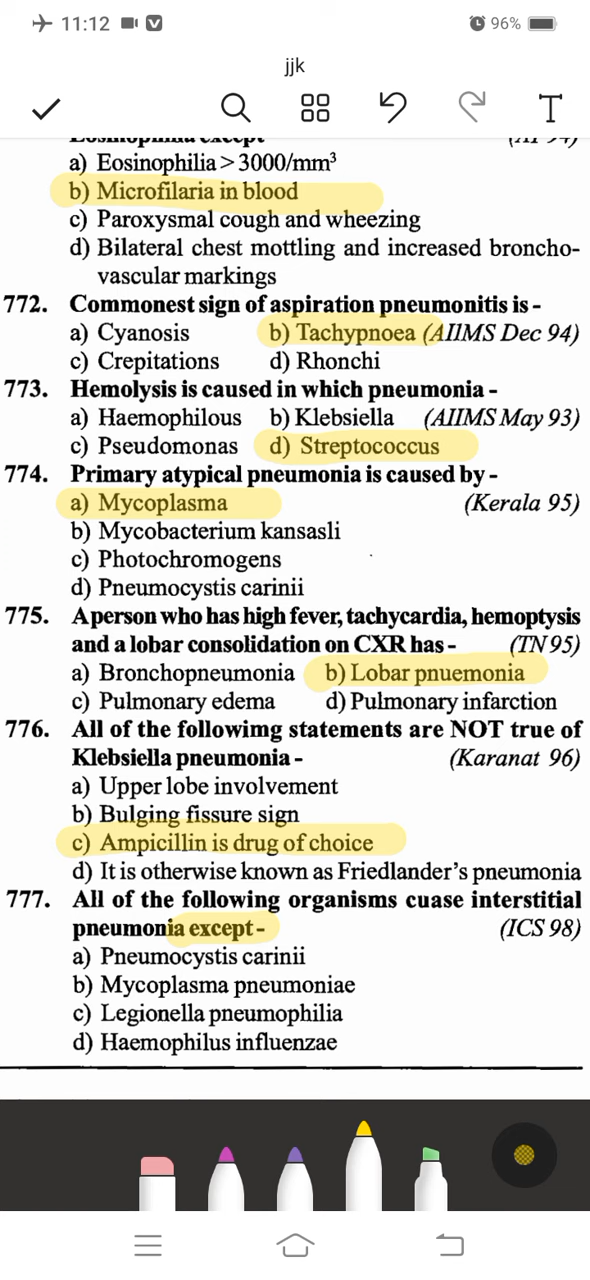 11:12
96%
jjk
T
a) Eosinophilia > 3000/mm³
b) Microfilaria in blood
c) Paroxysmal cough and wheezing
d) Bilateral chest mottling and increased broncho-
vascular markings
772. Commonest sign of aspiration pneumonitis is -
a) Cyanosis b) Tachypnoea (AIIMS Dec 94)
c) Crepitations d) Rhonchi
773. Hemolysis is caused in which pneumonia -
a) Haemophilous b) Klebsiella (AIIMS May 93)
c) Pseudomonas d) Streptococcus
774. Primary atypical pneumonia is caused by -
a) Mycoplasma (Kerala 95)
b) Mycobacterium kansasli
c) Photochromogens
d) Pneumocystis carinii
775. A person who has high fever, tachycardia, hemoptysis
and a lobar consolidation on CXR has - (TN 95)
a) Bronchopneumonia b) Lobar pnuemonia
c) Pulmonary edema d) Pulmonary infarction
776. All of the followimg statements are NOT true of
Klebsiella pneumonia - (Karanat 96)
a) Upper lobe involvement
b) Bulging fissure sign
c) Ampicillin is drug of choice
d) It is otherwise known as Friedlander's pneumonia
777. All of the following organisms cuase interstitial
pneumonia except - (ICS 98)
a) Pneumocystis carinii
b) Mycoplasma pneumoniae
c) Legionella pneumophilia
d) Haemophilus influenzae